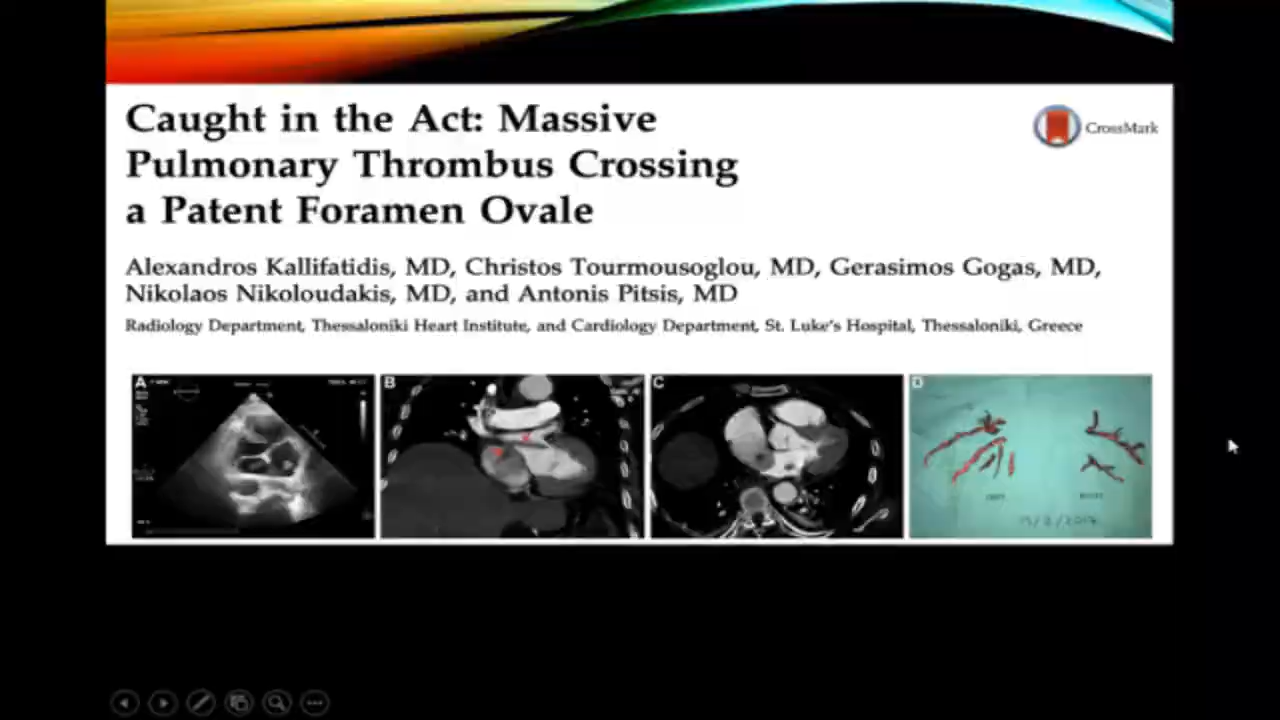 Caught in the Act: Massive
Pulmonary Thrombus Crossing
a Patent Foramen Ovale
CrossMark
Alexandros Kallifatidis, MD, Christos Tourmousoglou, MD, Gerasimos Gogas, MD,
Nikolaos Nikoloudakis, MD, and Antonis Pitsis, MD
Radiology Department, Thessaloniki Heart Institute, and Cardiology Department, St. Luke's Hospital, Thessaloniki, Greece
A
B
C
D